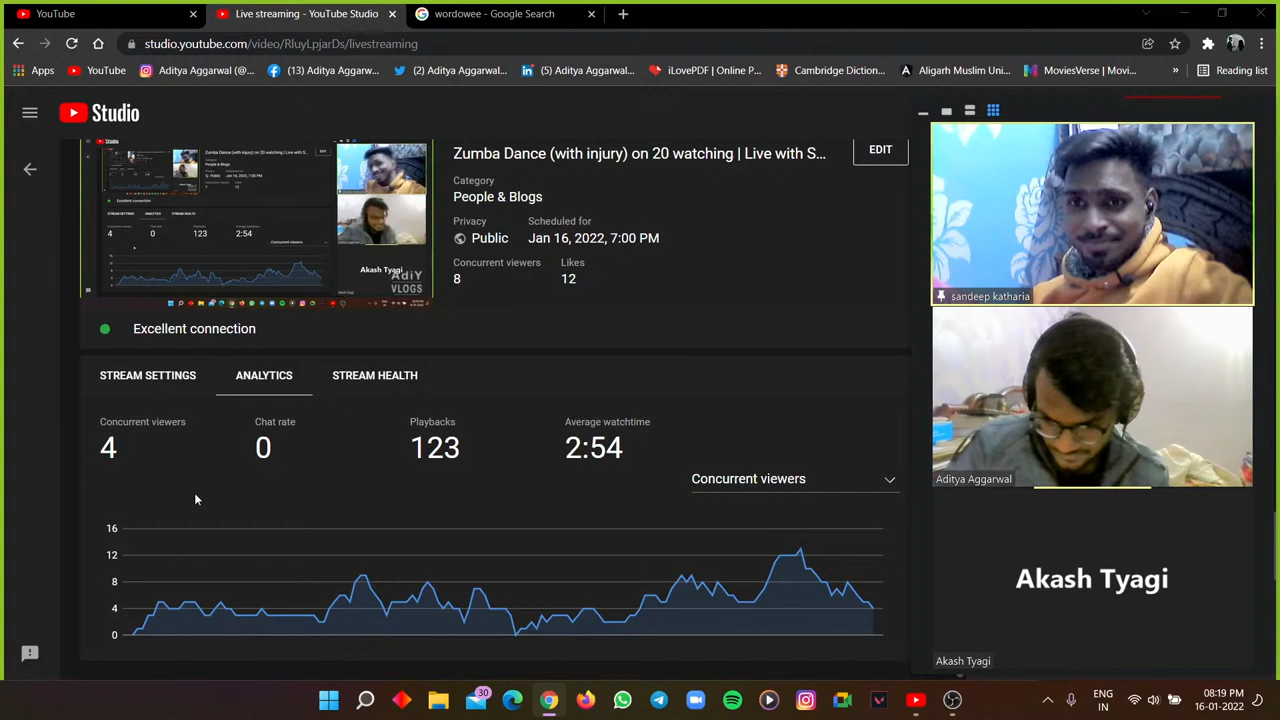 YouTube
Live streaming - YouTube Studio
wordowee - Google Search
studio.youtube.com/video/RluyLpjarDs/livestreaming
Apps
YouTube
Aditya Aggarwal (@...
(13) Aditya Aggarw...
(2) Aditya Aggarwal...
(5) Aditya Aggarwal...
iLovePDF | Online P...
Cambridge Diction...
Aligarh Muslim Uni...
MoviesVerse | Movi...
»
Reading list
Studio
Zumba Dance (with injury) on 20 watching | Live with S...
EDIT
Category
People & Blogs
Privacy
Scheduled for
Public
Jan 16, 2022, 7:00 PM
Concurrent viewers
Likes
8
12
Akash Tyagi
AdiY
VLOGS
Excellent connection
STREAM SETTINGS
ANALYTICS
STREAM HEALTH
Concurrent viewers
Chat rate
Playbacks
Average watchtime
4
0
123
2:54
Concurrent viewers
16
12
8
4
0
sandeep katharia
Aditya Aggarwal
Akash Tyagi
Akash Tyagi
30
ENG
IN
08:19 PM
16-01-2022